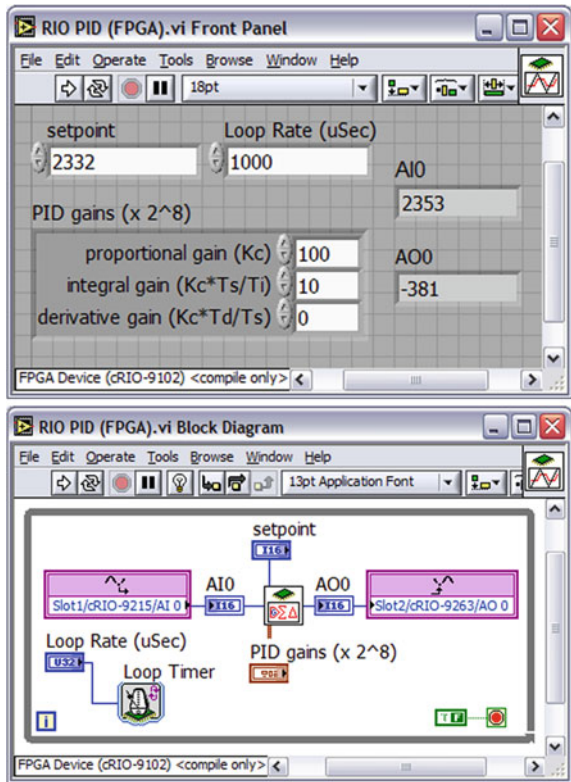 RIO PID (FPGA).vi Front Panel
File Edit Operate Tools Browse Window Help
18pt
setpoint Loop Rate (uSec)
2332 1000
AI0
2353
PID gains (x 2^8)
proportional gain (Kc) 100
AO0
integral gain (Kc*Ts/Ti) 10
-381
derivative gain (Kc*Td/Ts) 0
FPGA Device (cRIO-9102) <compile only>
RIO PID (FPGA).vi Block Diagram
File Edit Operate Tools Browse Window Help
13pt Application Font
setpoint
I16
AI0 AO0
Slot1/cRIO-9215/AI 0 I16 I16 Slot2/cRIO-9263/AO 0
Loop Rate (uSec) PID gains (x 2^8)
U32
Loop Timer
i
T F
FPGA Device (cRIO-9102) <compile only>